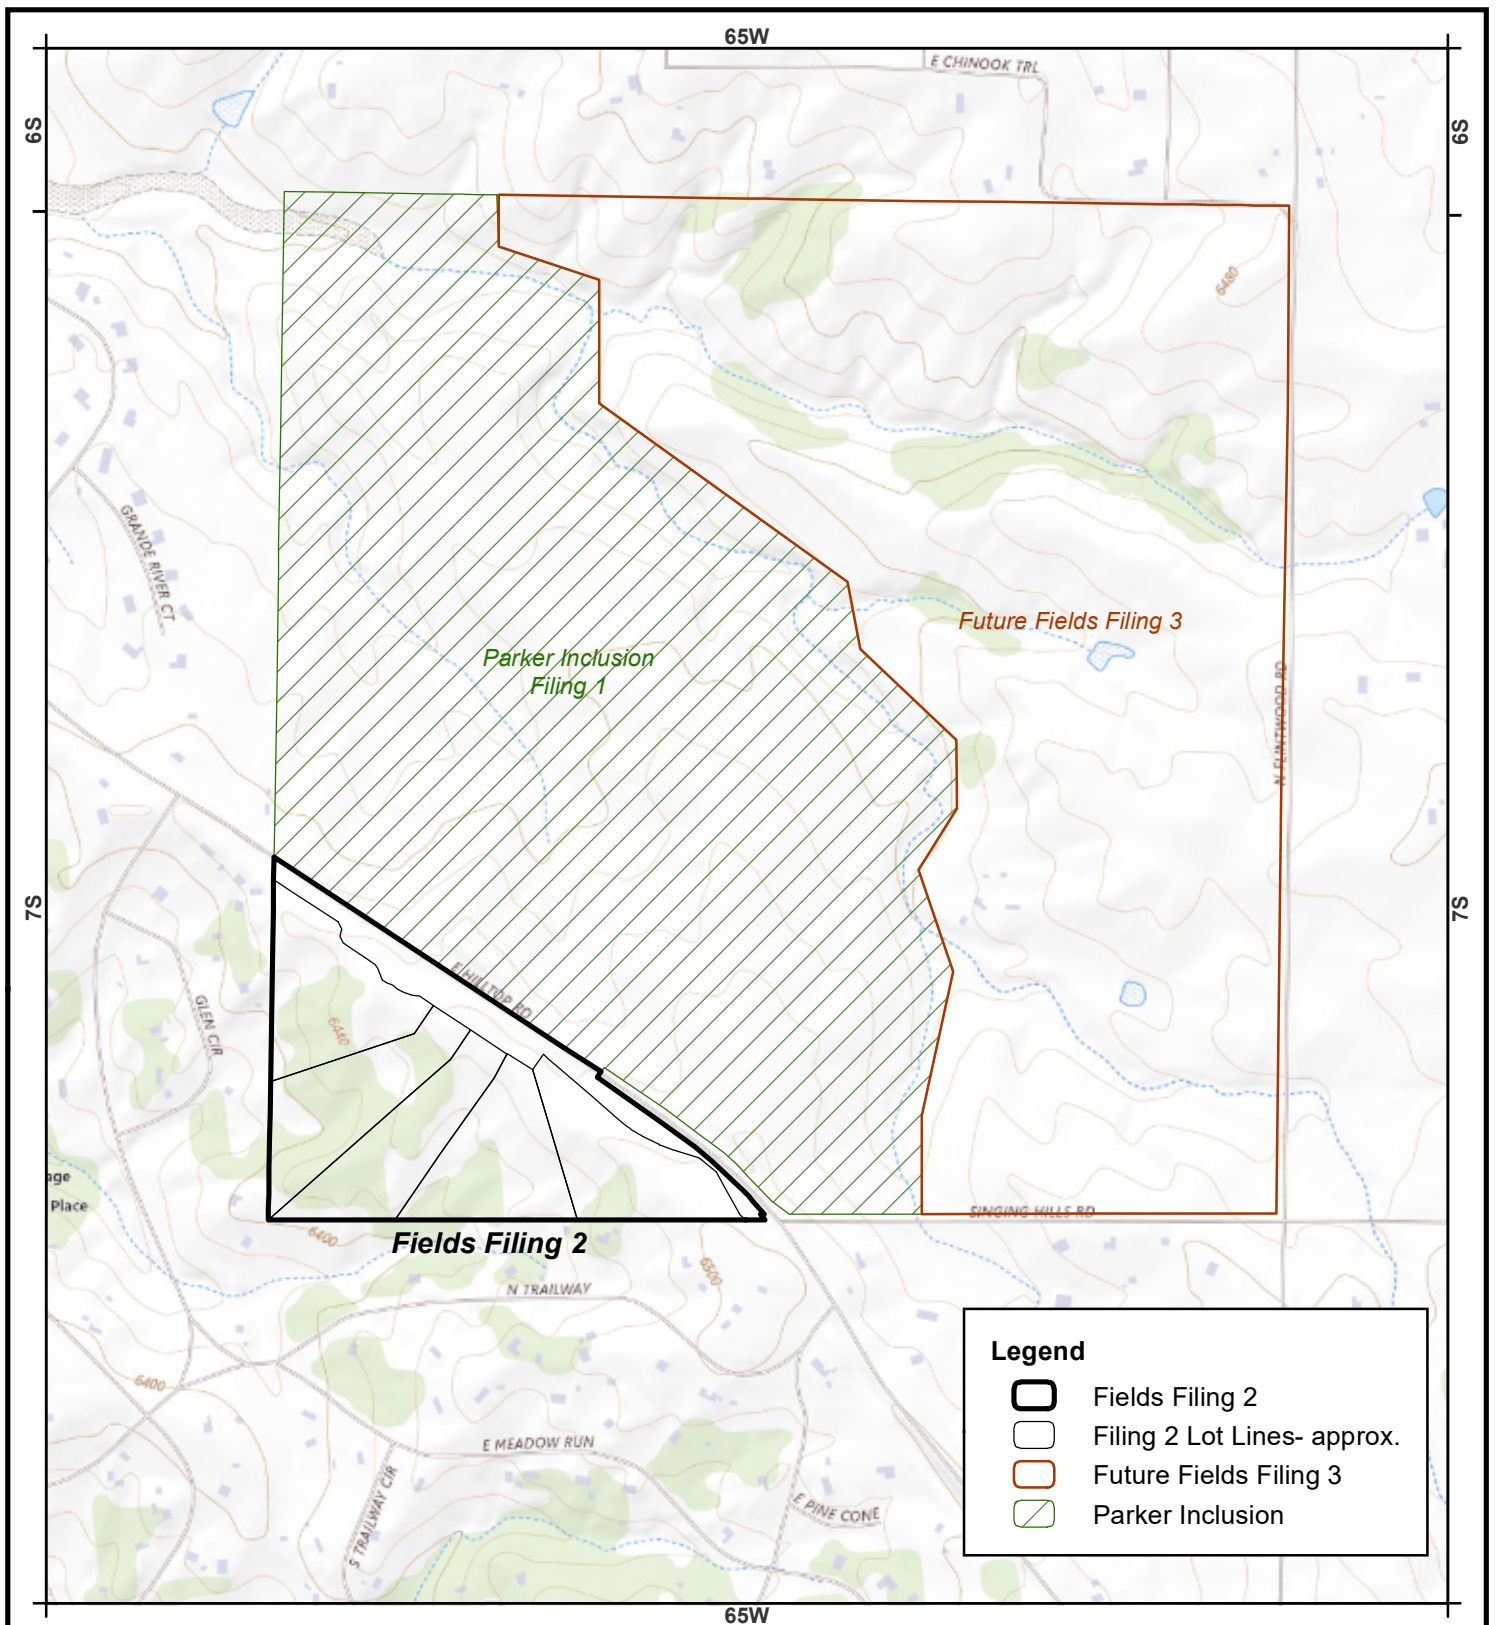 65W
E CHINOOK TRL
6S
6S
6480
GRANDE RIVER CT
Future Fields Filing 3
Parker Inclusion
Filing 1
N FLINTWOOD RD
7S
7S
E HILLTOP RD
GLEN CIR
6440
age
Place
SINGING HILLS RD
6400
Fields Filing 2
6500
N TRAILWAY
6400
E MEADOW RUN
S TRAILWAY CIR
E PINE CONE
Legend
Fields Filing 2
Filing 2 Lot Lines- approx.
Future Fields Filing 3
Parker Inclusion
65W